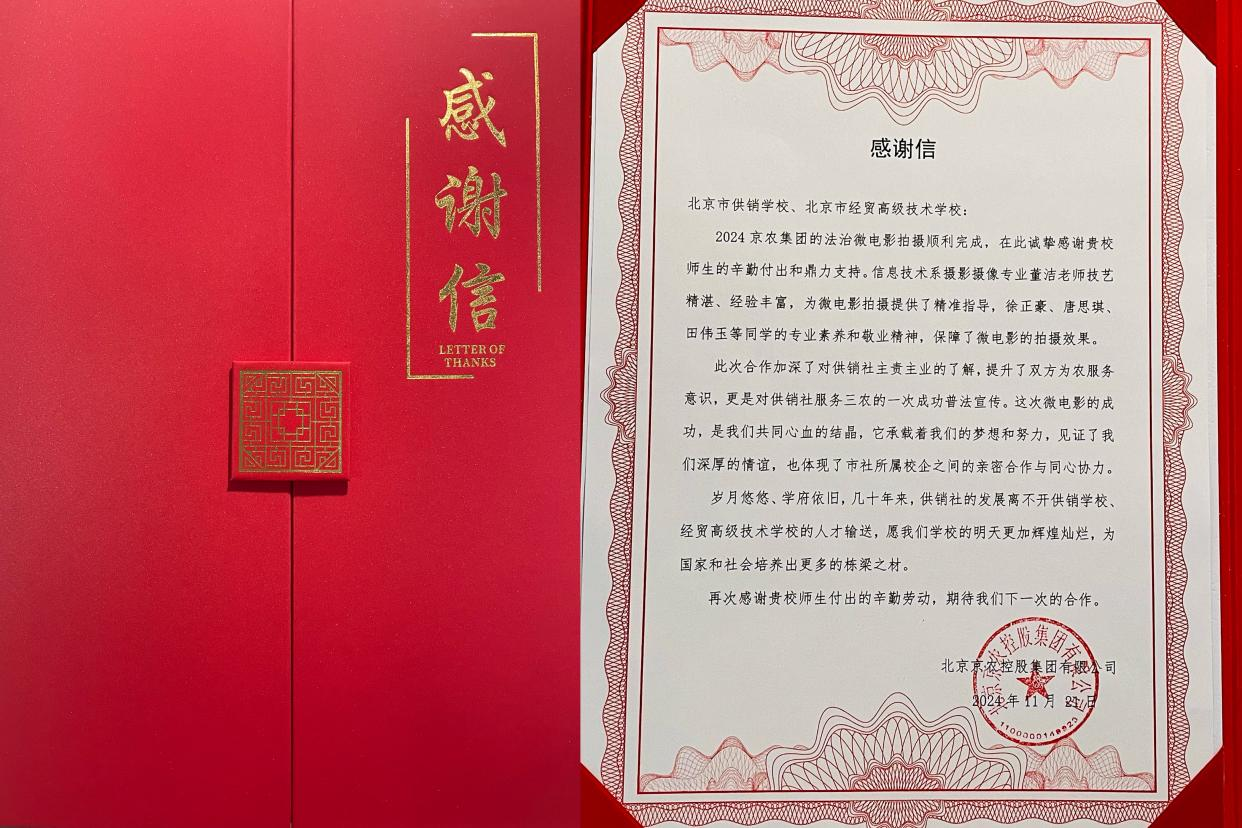 感谢信
LETTER OF
THANKS
感谢信
北京市供销学校、北京市经贸高级技术学校：
2024 京农集团的法治微电影拍摄顺利完成，在此诚挚感谢贵校
师生的辛勤付出和鼎力支持。信息技术系摄影摄像专业董洁老师技艺
精湛、经验丰富，为微电影拍摄提供了精准指导，徐正豪、唐思琪、
田伟玉等同学的专业素养和敬业精神，保障了微电影的拍摄效果。
此次合作加深了对供销社主责主业的了解，提升了双方为农服务
意识，更是对供销社服务三农的一次成功普法宣传。这次微电影的成
功，是我们共同心血的结晶，它承载着我们的梦想和努力，见证了我
们深厚的情谊，也体现了市社所属校企之间的亲密合作与同心协力。
岁月悠悠、学府依旧，几十年来，供销社的发展离不开供销学校、
经贸高级技术学校的人才输送，愿我们学校的明天更加辉煌灿烂，为
国家和社会培养出更多的栋梁之材。
再次感谢贵校师生付出的辛勤劳动，期待我们下一次的合作。
北京京农控股集团有限公司
2024 年 11 月 21 日
北京京农控股集团有限公司